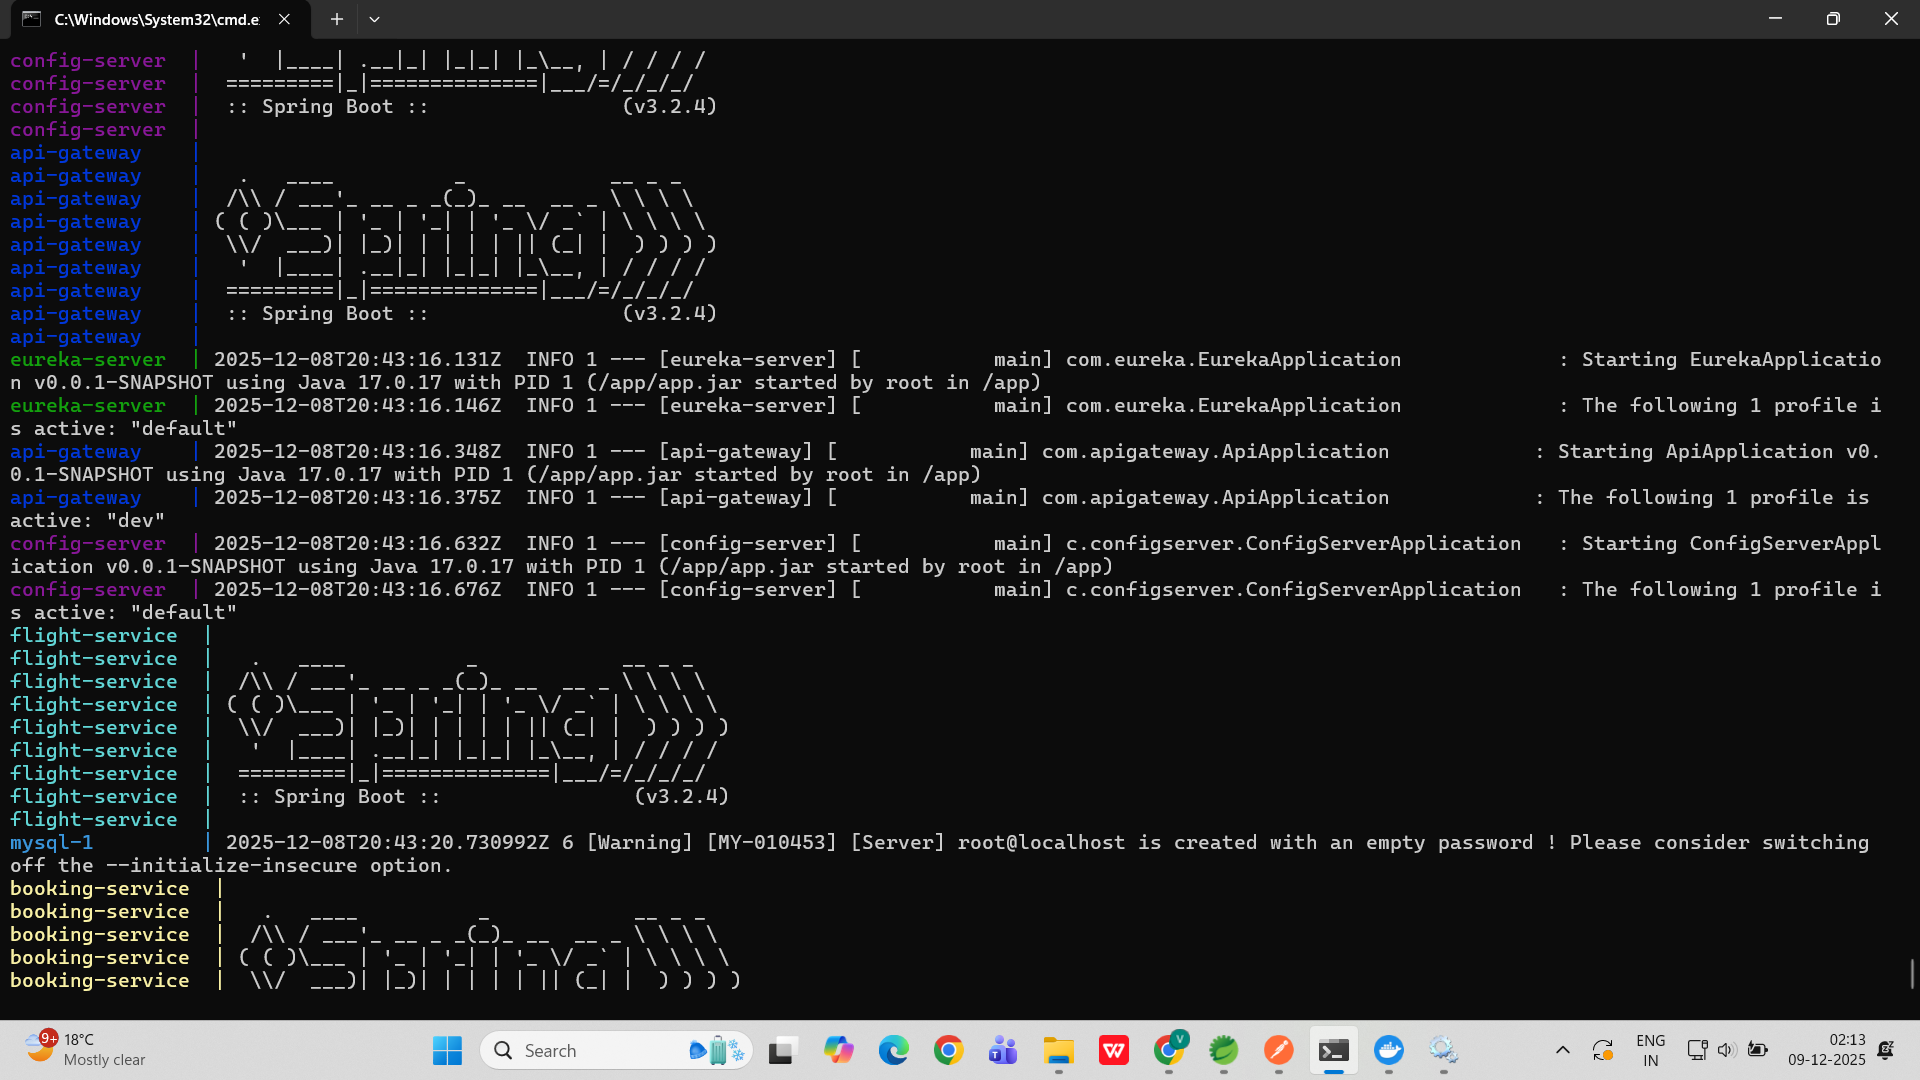 C:\Windows\System32\cmd.e
config-server  |   '  |____| .__|_| |_|_| |_\__, | / / / /
config-server  |  =========|_|==============|___/=/_/_/_/
config-server  |  :: Spring Boot ::                (v3.2.4)
config-server  |
api-gateway    |
api-gateway    |   .   ____          _            __ _ _
api-gateway    |  /\\ / ___'_ __ _ _(_)_ __  __ _ \ \ \ \
api-gateway    | ( ( )\___ | '_ | '_| | '_ \/ _` | \ \ \ \
api-gateway    |  \\/  ___)| |_)| | | | | || (_| |  ) ) ) )
api-gateway    |   '  |____| .__|_| |_|_| |_\__, | / / / /
api-gateway    |  =========|_|==============|___/=/_/_/_/
api-gateway    |  :: Spring Boot ::                (v3.2.4)
api-gateway    |
eureka-server  | 2025-12-08T20:43:16.131Z  INFO 1 --- [eureka-server] [           main] com.eureka.EurekaApplication             : Starting EurekaApplicatio
n v0.0.1-SNAPSHOT using Java 17.0.17 with PID 1 (/app/app.jar started by root in /app)
eureka-server  | 2025-12-08T20:43:16.146Z  INFO 1 --- [eureka-server] [           main] com.eureka.EurekaApplication             : The following 1 profile i
s active: "default"
api-gateway    | 2025-12-08T20:43:16.348Z  INFO 1 --- [api-gateway] [           main] com.apigateway.ApiApplication            : Starting ApiApplication v0.
0.1-SNAPSHOT using Java 17.0.17 with PID 1 (/app/app.jar started by root in /app)
api-gateway    | 2025-12-08T20:43:16.375Z  INFO 1 --- [api-gateway] [           main] com.apigateway.ApiApplication            : The following 1 profile is
active: "dev"
config-server  | 2025-12-08T20:43:16.632Z  INFO 1 --- [config-server] [           main] c.configserver.ConfigServerApplication   : Starting ConfigServerAppl
ication v0.0.1-SNAPSHOT using Java 17.0.17 with PID 1 (/app/app.jar started by root in /app)
config-server  | 2025-12-08T20:43:16.676Z  INFO 1 --- [config-server] [           main] c.configserver.ConfigServerApplication   : The following 1 profile i
s active: "default"
flight-service  |
flight-service  |   .   ____          _            __ _ _
flight-service  |  /\\ / ___'_ __ _ _(_)_ __  __ _ \ \ \ \
flight-service  | ( ( )\___ | '_ | '_| | '_ \/ _` | \ \ \ \
flight-service  |  \\/  ___)| |_)| | | | | || (_| |  ) ) ) )
flight-service  |   '  |____| .__|_| |_|_| |_\__, | / / / /
flight-service  |  =========|_|==============|___/=/_/_/_/
flight-service  |  :: Spring Boot ::                (v3.2.4)
flight-service  |
mysql-1         | 2025-12-08T20:43:20.730992Z 6 [Warning] [MY-010453] [Server] root@localhost is created with an empty password ! Please consider switching
off the --initialize-insecure option.
booking-service  |
booking-service  |   .   ____          _            __ _ _
booking-service  |  /\\ / ___'_ __ _ _(_)_ __  __ _ \ \ \ \
booking-service  | ( ( )\___ | '_ | '_| | '_ \/ _` | \ \ \ \
booking-service  |  \\/  ___)| |_)| | | | | || (_| |  ) ) ) )
9+
18°C
Mostly clear
Search
V
ENG
IN
02:13
09-12-2025